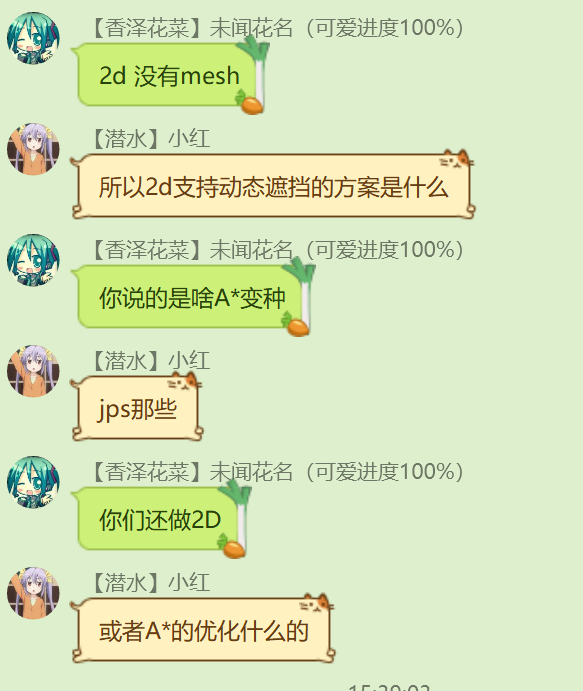 【香泽花菜】未闻花名（可爱进度100%）
2d 没有mesh
【潜水】小红
所以2d支持动态遮挡的方案是什么
【香泽花菜】未闻花名（可爱进度100%）
你说的是啥A*变种
【潜水】小红
jps那些
【香泽花菜】未闻花名（可爱进度100%）
你们还做2D
【潜水】小红
或者A*的优化什么的